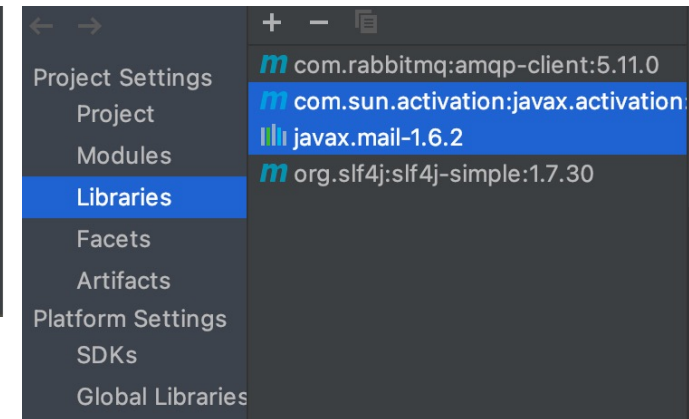 Project Settings
Project
Modules
Libraries
Facets
Artifacts
Platform Settings
SDKs
Global Libraries
com.rabbitmq:amqp-client:5.11.0
com.sun.activation:javax.activation:
javax.mail-1.6.2
org.slf4j:slf4j-simple:1.7.30